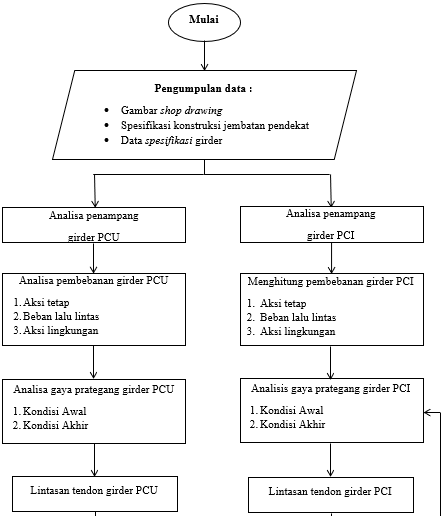 Mulai
Pengumpulan data :
• Gambar shop drawing
• Spesifikasi konstruksi jembatan pendekat
• Data spesifikasi girder
Analisa penampang
girder PCU
Analisa penampang
girder PCI
Analisa pembebanan girder PCU
1. Aksi tetap
2. Beban lalu lintas
3. Aksi lingkungan
Menghitung pembebanan girder PCI
1. Aksi tetap
2. Beban lalu lintas
3. Aksi lingkungan
Analisa gaya prategang girder PCU
1. Kondisi Awal
2. Kondisi Akhir
Analisis gaya prategang girder PCI
1. Kondisi Awal
2. Kondisi Akhir
Lintasan tendon girder PCU
Lintasan tendon girder PCI